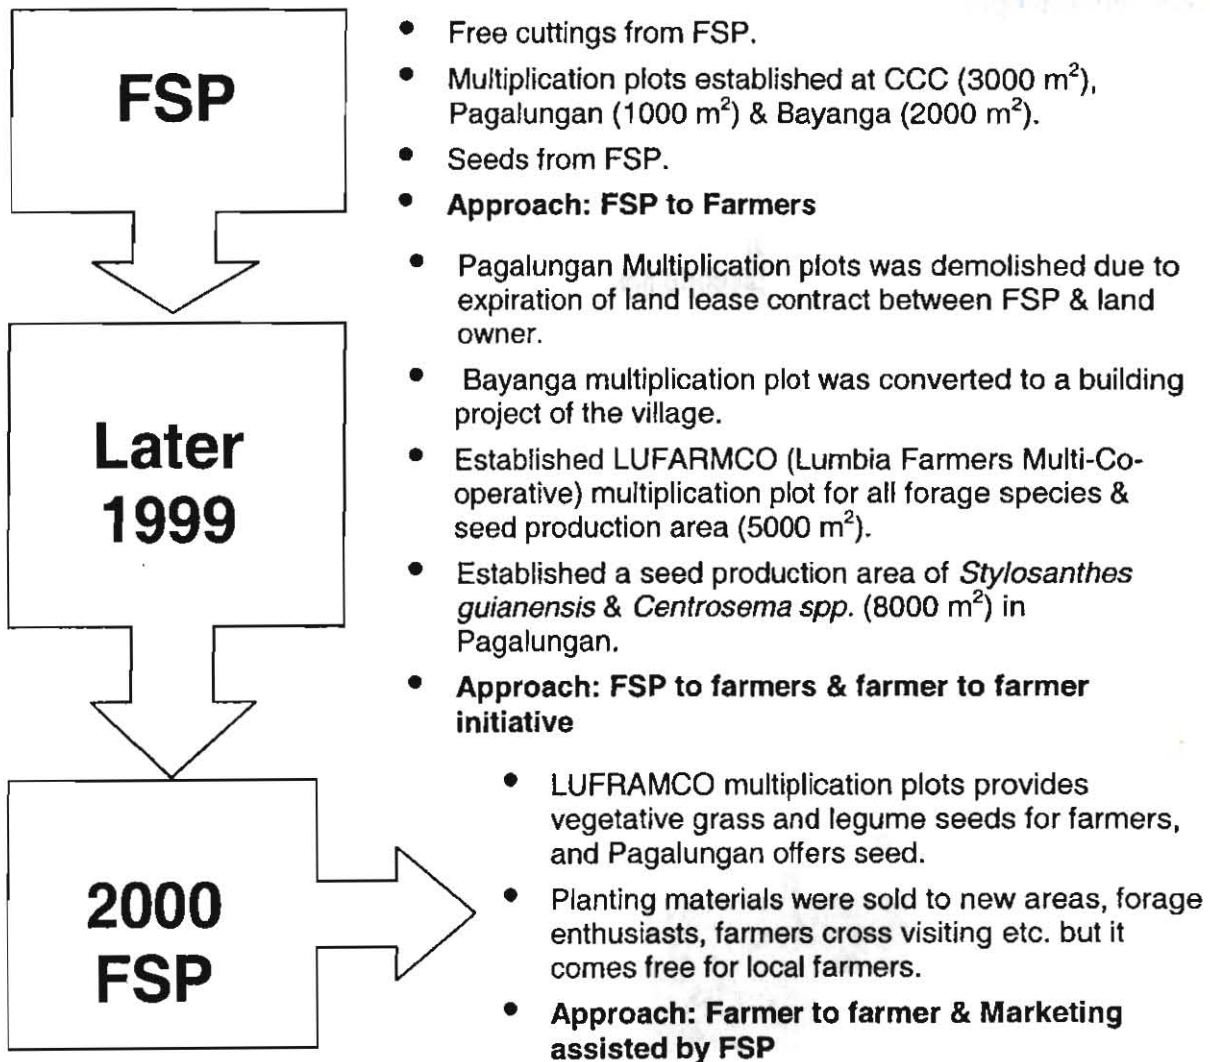 FSP
• Free cuttings from FSP.
• Multiplication plots established at CCC (3000 m²),
Pagalungan (1000 m²) & Bayanga (2000 m²).
• Seeds from FSP.
• Approach: FSP to Farmers
Later
1999
• Pagalungan Multiplication plots was demolished due to
expiration of land lease contract between FSP & land
owner.
• Bayanga multiplication plot was converted to a building
project of the village.
• Established LUFARMCO (Lumbia Farmers Multi-Co-
operative) multiplication plot for all forage species &
seed production area (5000 m²).
• Established a seed production area of Stylosanthes
guianensis & Centrosema spp. (8000 m²) in
Pagalungan.
• Approach: FSP to farmers & farmer to farmer
initiative
2000
FSP
• LUFRAMCO multiplication plots provides
vegetative grass and legume seeds for farmers,
and Pagalungan offers seed.
• Planting materials were sold to new areas, forage
enthusiasts, farmers cross visiting etc. but it
comes free for local farmers.
• Approach: Farmer to farmer & Marketing
assisted by FSP